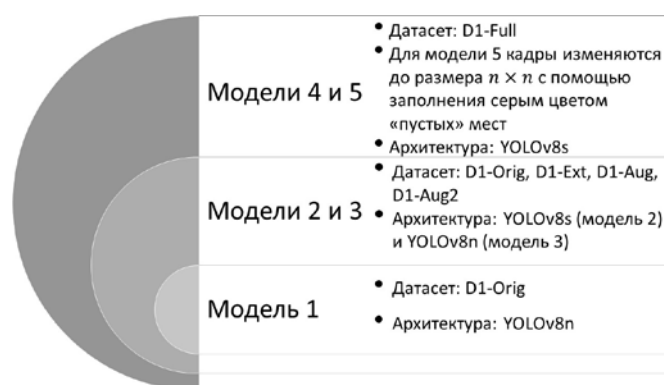 Модели 4 и 5
• Датасет: D1-Full
• Для модели 5 кадры изменяются
до размера n × n с помощью
заполнения серым цветом
«пустых» мест
• Архитектура: YOLOv8s
Модели 2 и 3
• Датасет: D1-Orig, D1-Ext, D1-Aug,
D1-Aug2
• Архитектура: YOLOv8s (модель 2)
и YOLOv8n (модель 3)
Модель 1
• Датасет: D1-Orig
• Архитектура: YOLOv8n